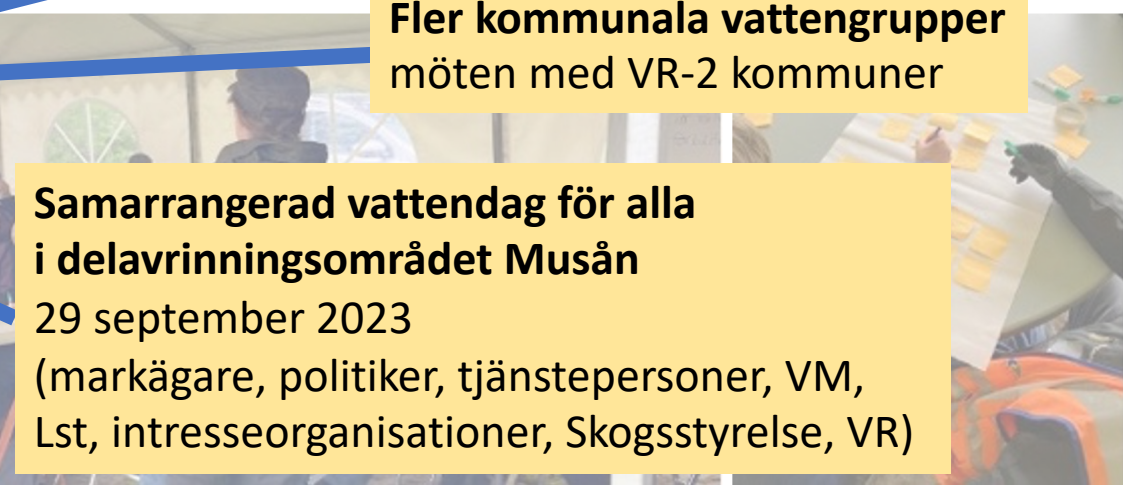 Fler kommunala vattengrupper
möten med VR-2 kommuner
Samarrangerad vattendag för alla
i delavrinningsområdet Musån
29 september 2023
(markägare, politiker, tjänstepersoner, VM,
Lst, intresseorganisationer, Skogsstyrelse, VR)